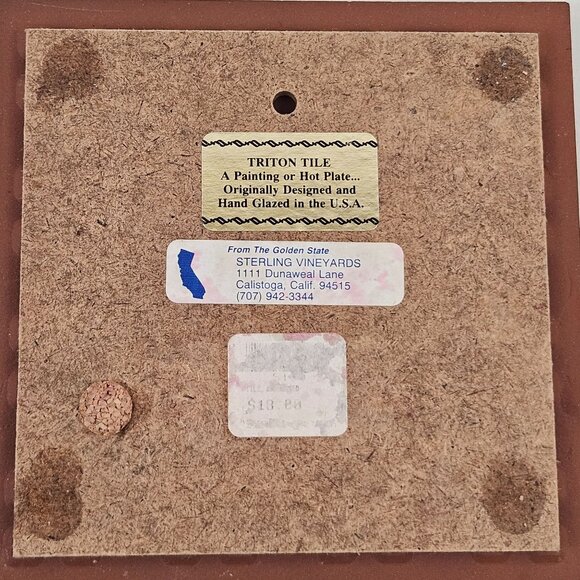 TRITON TILE
A Painting or Hot Plate...
Originally Designed and
Hand Glazed in the U.S.A.
From The Golden State
STERLING VINEYARDS
1111 Dunaweal Lane
Calistoga, Calif. 94515
(707) 942-3344